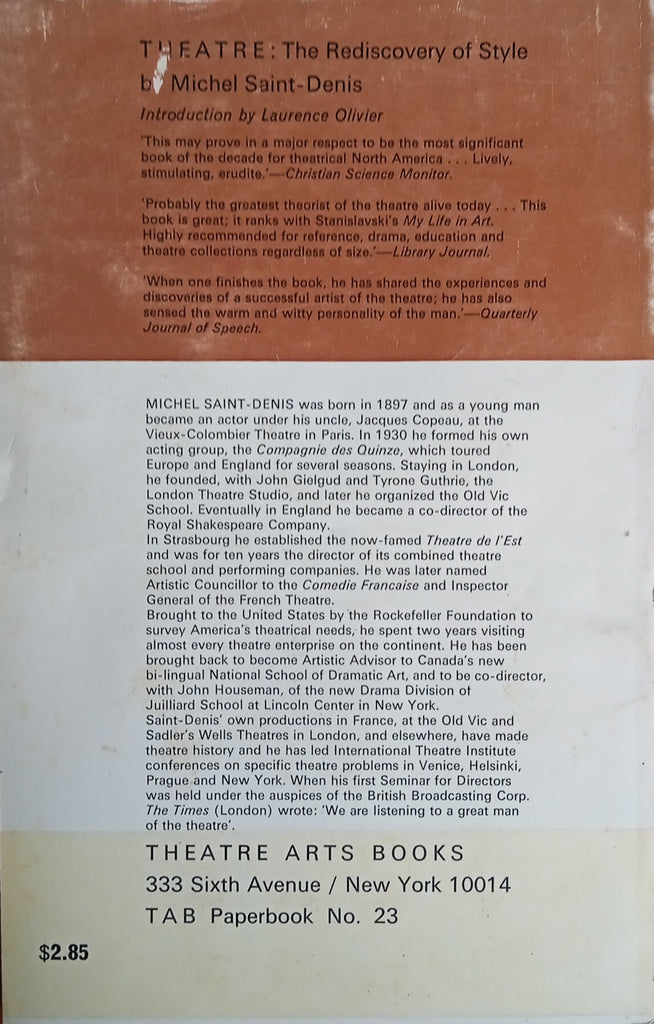 THEATRE: The Rediscovery of Style
by Michel Saint-Denis
Introduction by Laurence Olivier
'This may prove in a major respect to be the most significant
book of the decade for theatrical North America . . . Lively,
stimulating, erudite.'—Christian Science Monitor.
'Probably the greatest theorist of the theatre alive today . . . This
book is great; it ranks with Stanislavski's My Life in Art.
Highly recommended for reference, drama, education and
theatre collections regardless of size.'—Library Journal.
'When one finishes the book, he has shared the experiences and
discoveries of a successful artist of the theatre; he has also
sensed the warm and witty personality of the man.'—Quarterly
Journal of Speech.
MICHEL SAINT-DENIS was born in 1897 and as a young man
became an actor under his uncle, Jacques Copeau, at the
Vieux-Colombier Theatre in Paris. In 1930 he formed his own
acting group, the Compagnie des Quinze, which toured
Europe and England for several seasons. Staying in London,
he founded, with John Gielgud and Tyrone Guthrie, the
London Theatre Studio, and later he organized the Old Vic
School. Eventually in England he became a co-director of the
Royal Shakespeare Company.
In Strasbourg he established the now-famed Theatre de l'Est
and was for ten years the director of its combined theatre
school and performing companies. He was later named
Artistic Councillor to the Comedie Francaise and Inspector
General of the French Theatre.
Brought to the United States by the Rockefeller Foundation to
survey America's theatrical needs, he spent two years visiting
almost every theatre enterprise on the continent. He has been
brought back to become Artistic Advisor to Canada's new
bi-lingual National School of Dramatic Art, and to be co-director,
with John Houseman, of the new Drama Division of
Juilliard School at Lincoln Center in New York.
Saint-Denis' own productions in France, at the Old Vic and
Sadler's Wells Theatres in London, and elsewhere, have made
theatre history and he has led International Theatre Institute
conferences on specific theatre problems in Venice, Helsinki,
Prague and New York. When his first Seminar for Directors
was held under the auspices of the British Broadcasting Corp.
The Times (London) wrote: 'We are listening to a great man
of the theatre'.
THEATRE ARTS BOOKS
333 Sixth Avenue / New York 10014
TAB Paperbook No. 23
$2.85